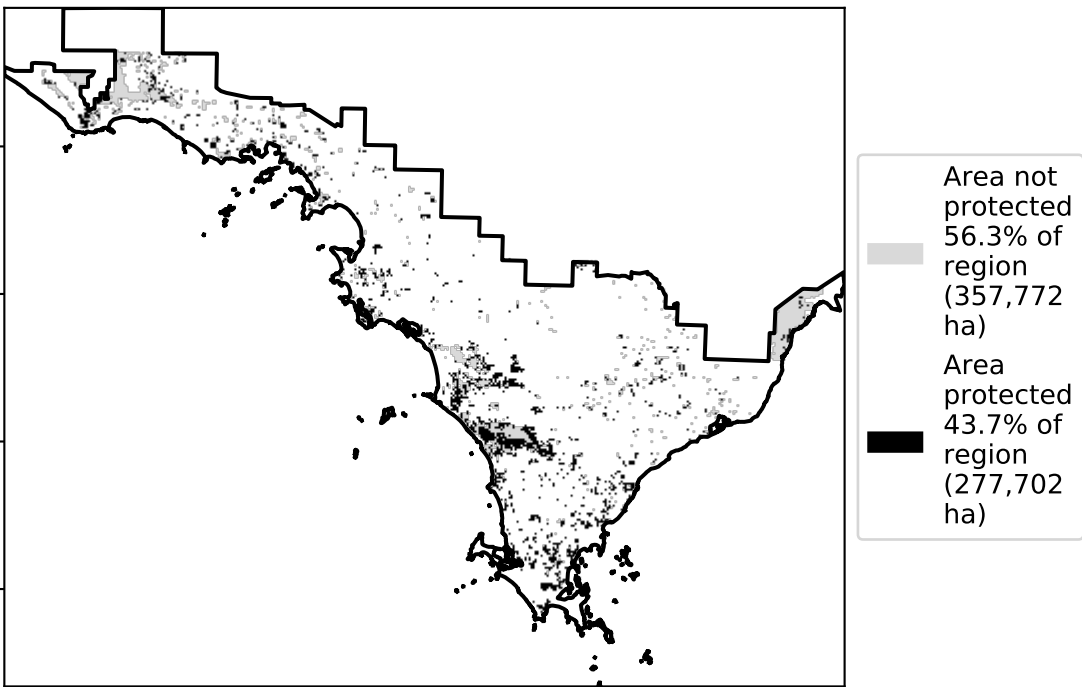 Area not
protected
56.3% of
region
(357,772
ha)
Area
protected
43.7% of
region
(277,702
ha)